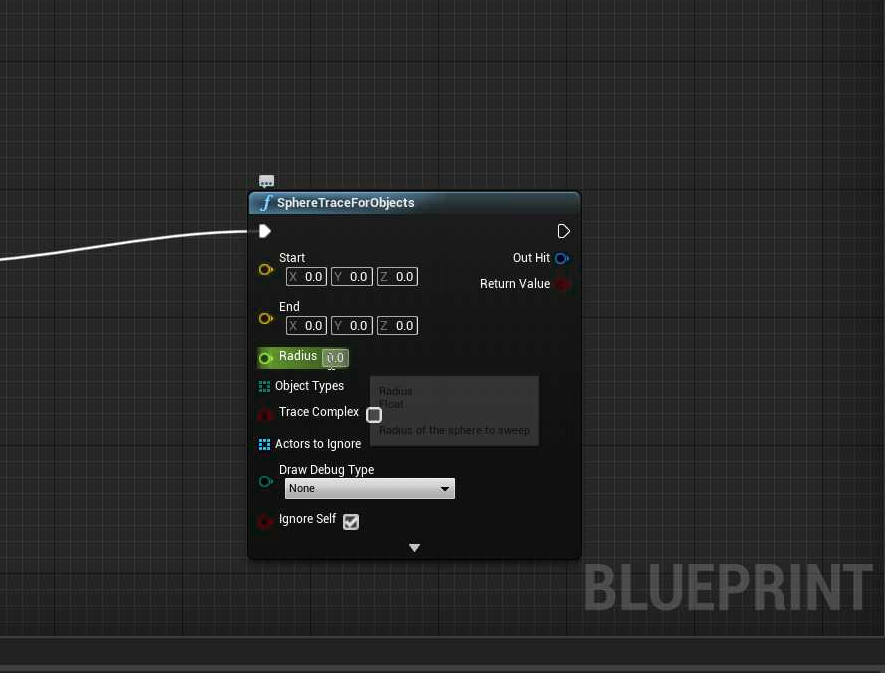 SphereTraceForObjects
Start
X 0.0 Y 0.0 Z 0.0
Out Hit
Return Value
End
X 0.0 Y 0.0 Z 0.0
Radius 0.0
Object Types
Radius
Float
Trace Complex
Radius of the sphere to sweep
Actors to Ignore
Draw Debug Type
None
Ignore Self
BLUEPRINT